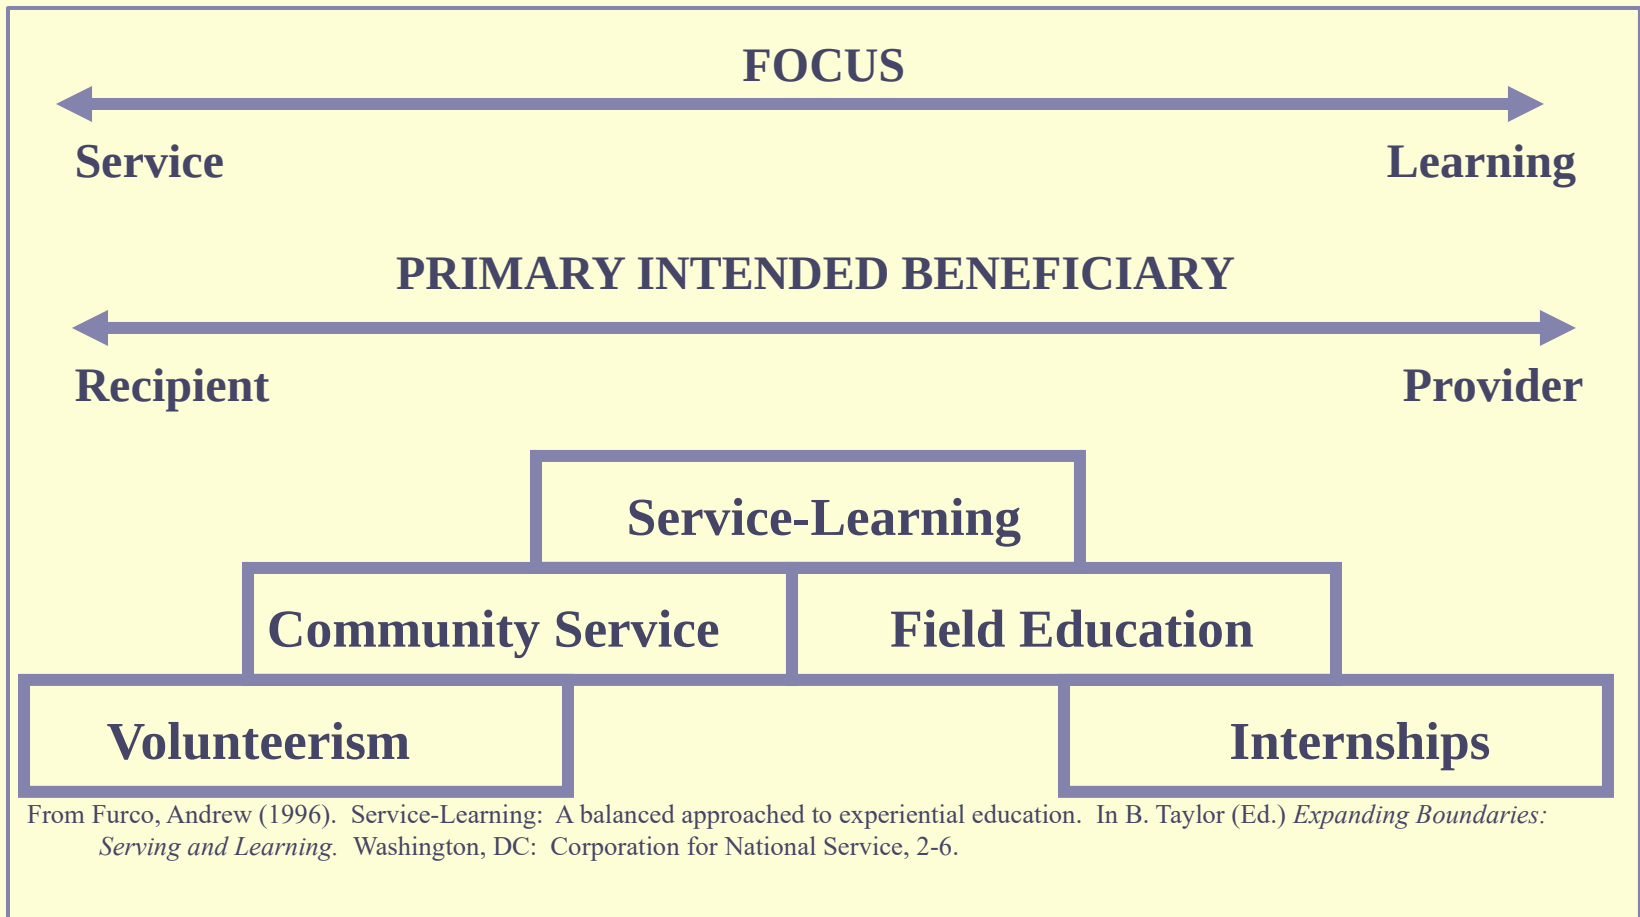 FOCUS
Service Learning
PRIMARY INTENDED BENEFICIARY
Recipient Provider
Service-Learning
Community Service Field Education
Volunteerism Internships
From Furco, Andrew (1996). Service-Learning: A balanced approached to experiential education. In B. Taylor (Ed.) Expanding Boundaries:
Serving and Learning. Washington, DC: Corporation for National Service, 2-6.